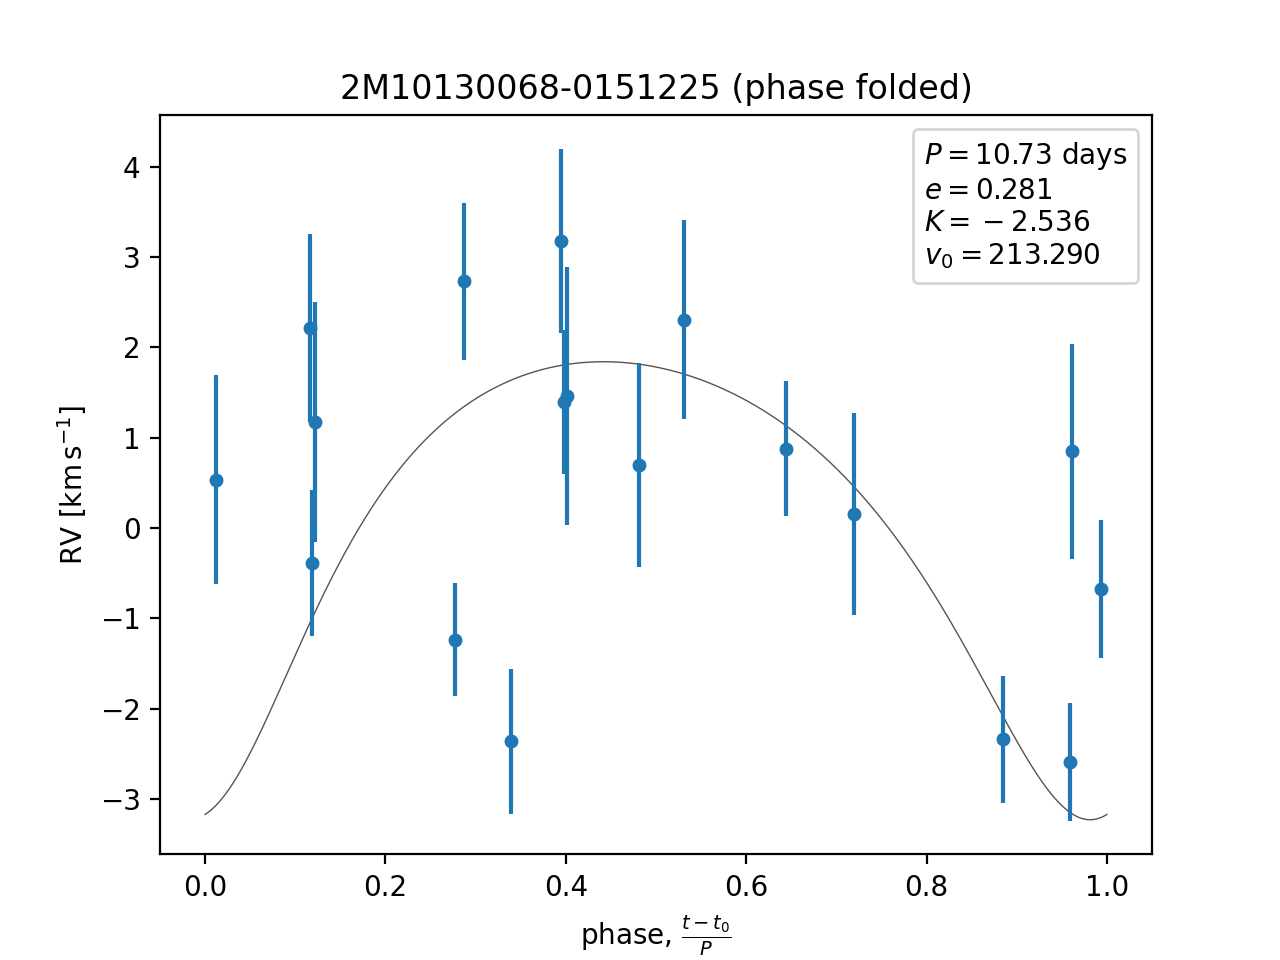 2M10130068-0151225 (phase folded)
P = 10.73 days
e = 0.281
K = −2.536
v₀ = 213.290
4
3
2
1
0
−1
−2
−3
RV [km s⁻¹]
0.0 0.2 0.4 0.6 0.8 1.0
phase, (t − t₀)/P